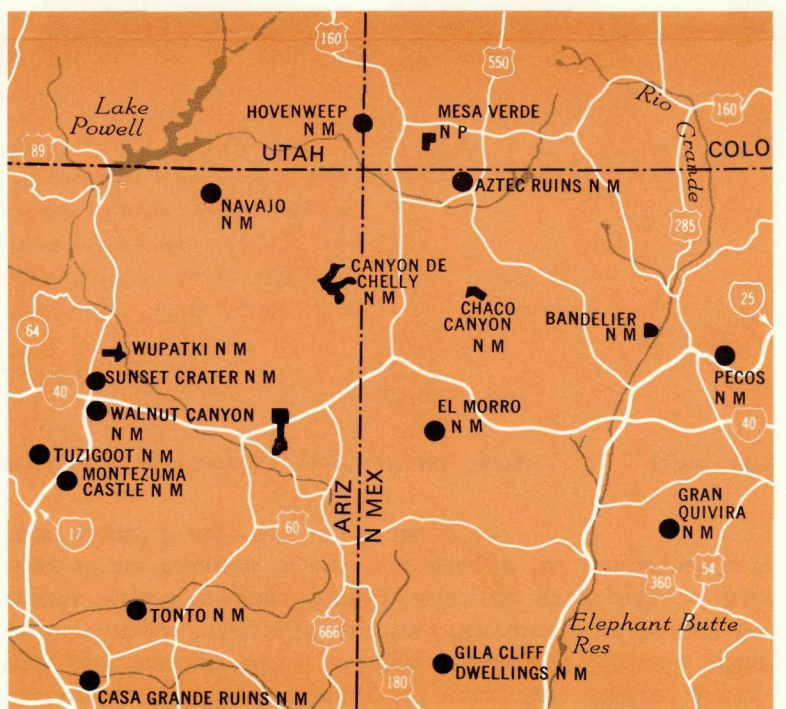 160
550
Lake
Powell
HOVENWEEP
N M
MESA VERDE
N P
Rio Grande
160
89
UTAH
COLO
NAVAJO
N M
AZTEC RUINS N M
285
CANYON DE
CHELLY
N M
CHACO
CANYON
N M
BANDELIER
N M
25
64
WUPATKI N M
SUNSET CRATER N M
PECOS
N M
40
WALNUT CANYON
N M
EL MORRO
N M
40
TUZIGOOT N M
MONTEZUMA
CASTLE N M
ARIZ
N MEX
GRAN
QUIVIRA
N M
17
60
54
360
TONTO N M
666
Elephant Butte
Res
GILA CLIFF
DWELLINGS N M
180
CASA GRANDE RUINS N M